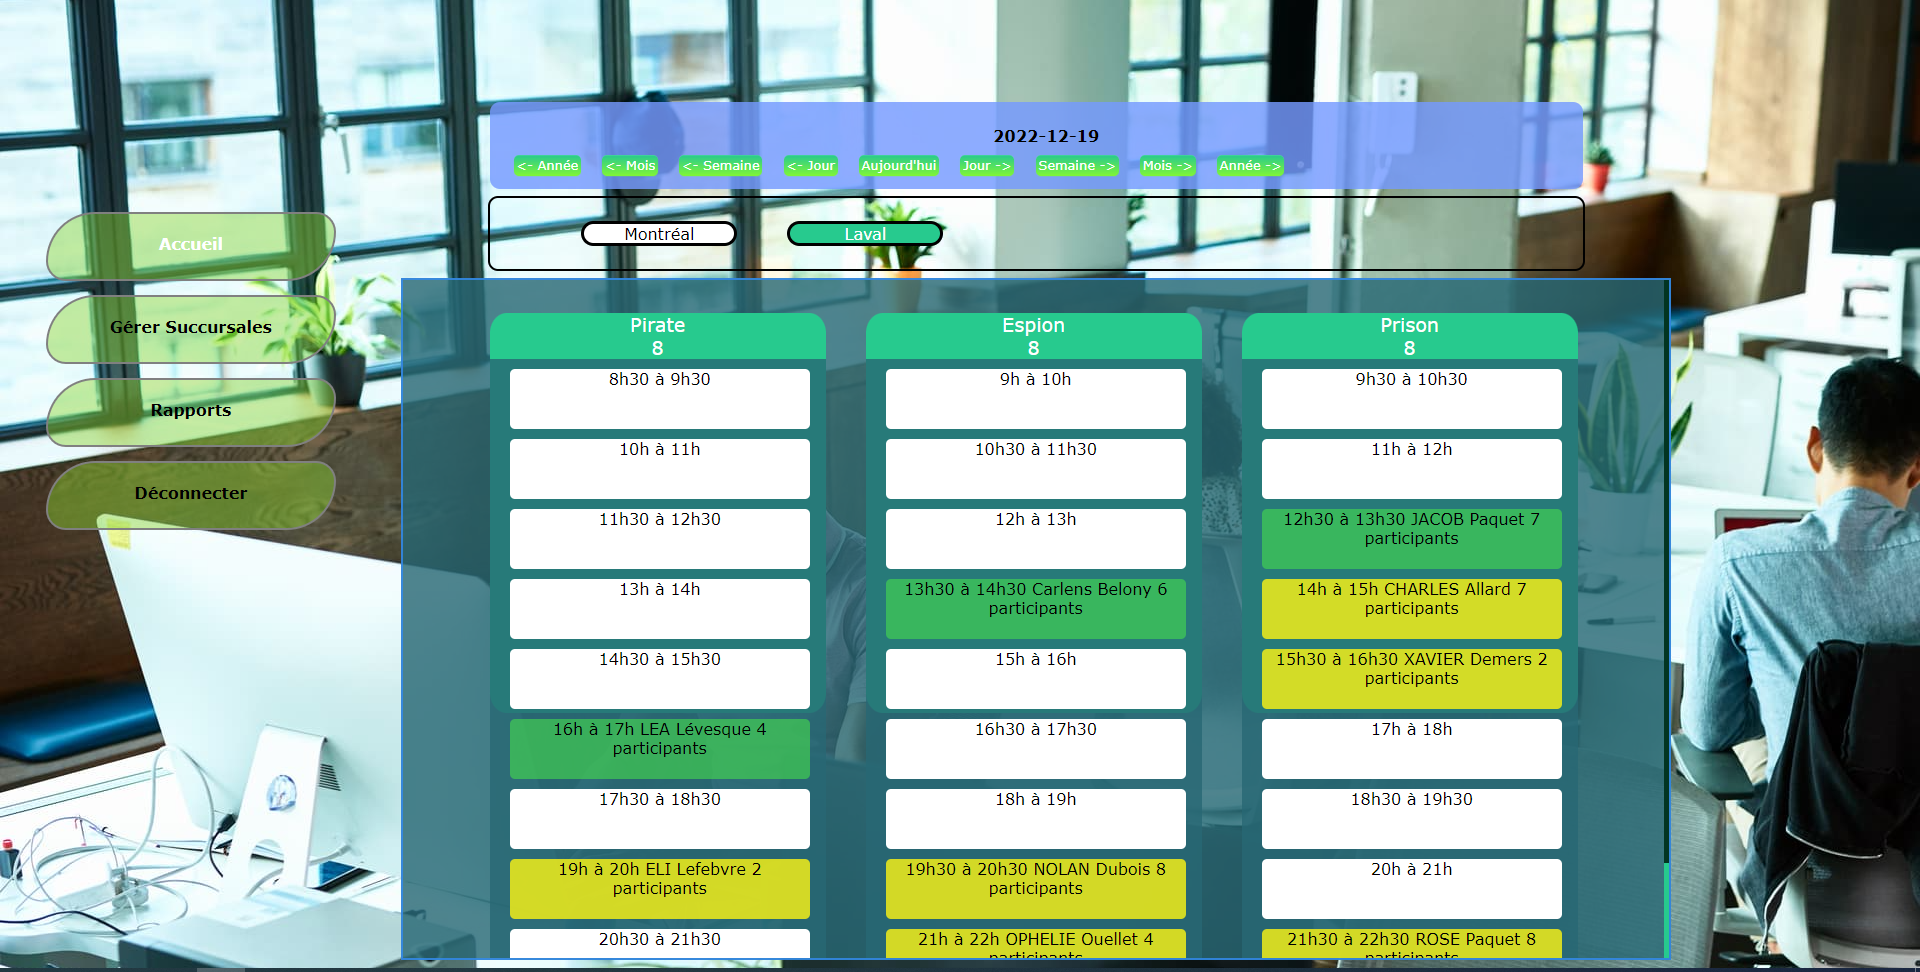 2022-12-19
<- Année <- Mois <- Semaine <- Jour Aujourd'hui Jour -> Semaine -> Mois -> Année ->
Montréal Laval
Accueil
Gérer Succursales
Rapports
Déconnecter
Pirate
8
8h30 à 9h30
10h à 11h
11h30 à 12h30
13h à 14h
14h30 à 15h30
16h à 17h LEA Lévesque 4
participants
17h30 à 18h30
19h à 20h ELI Lefebvre 2
participants
20h30 à 21h30
Espion
8
9h à 10h
10h30 à 11h30
12h à 13h
13h30 à 14h30 Carlens Belony 6
participants
15h à 16h
16h30 à 17h30
18h à 19h
19h30 à 20h30 NOLAN Dubois 8
participants
21h à 22h OPHELIE Ouellet 4
participants
Prison
8
9h30 à 10h30
11h à 12h
12h30 à 13h30 JACOB Paquet 7
participants
14h à 15h CHARLES Allard 7
participants
15h30 à 16h30 XAVIER Demers 2
participants
17h à 18h
18h30 à 19h30
20h à 21h
21h30 à 22h30 ROSE Paquet 8
participants